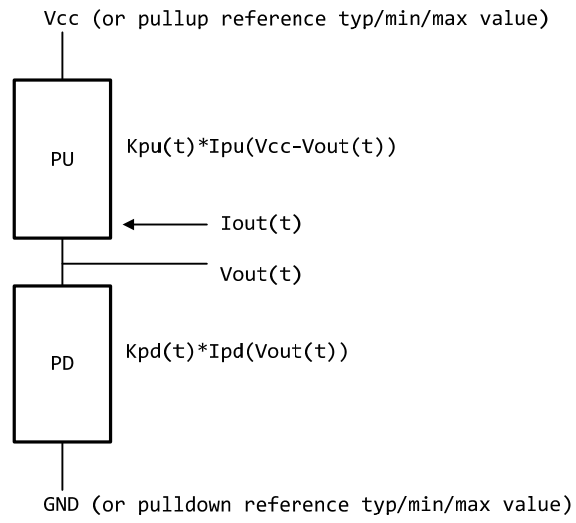 Vcc (or pullup reference typ/min/max value)
PU
Kpu(t)*Ipu(Vcc-Vout(t))
Iout(t)
Vout(t)
PD
Kpd(t)*Ipd(Vout(t))
GND (or pulldown reference typ/min/max value)